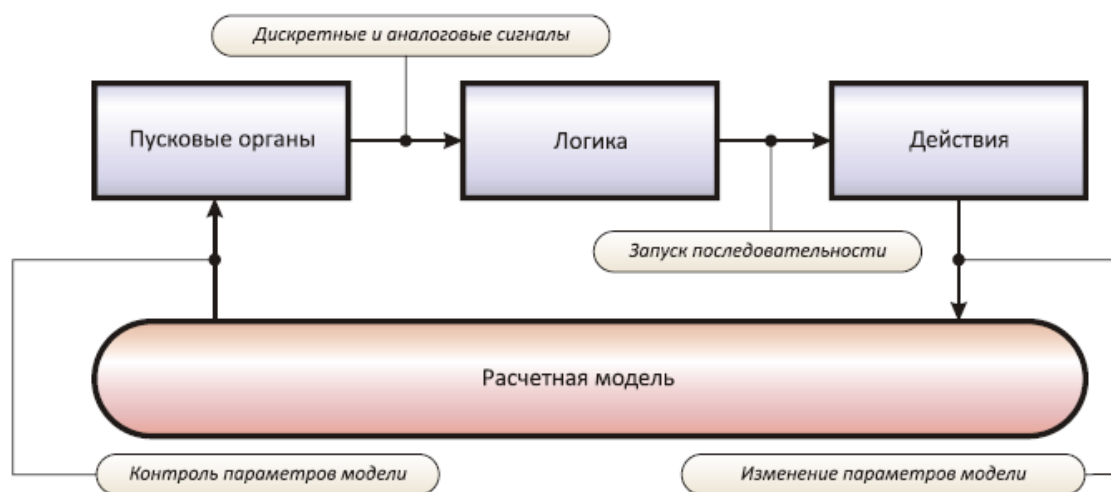 Дискретные и аналоговые сигналы
Пусковые органы
Логика
Действия
Запуск последовательности
Расчетная модель
Контроль параметров модели
Изменение параметров модели